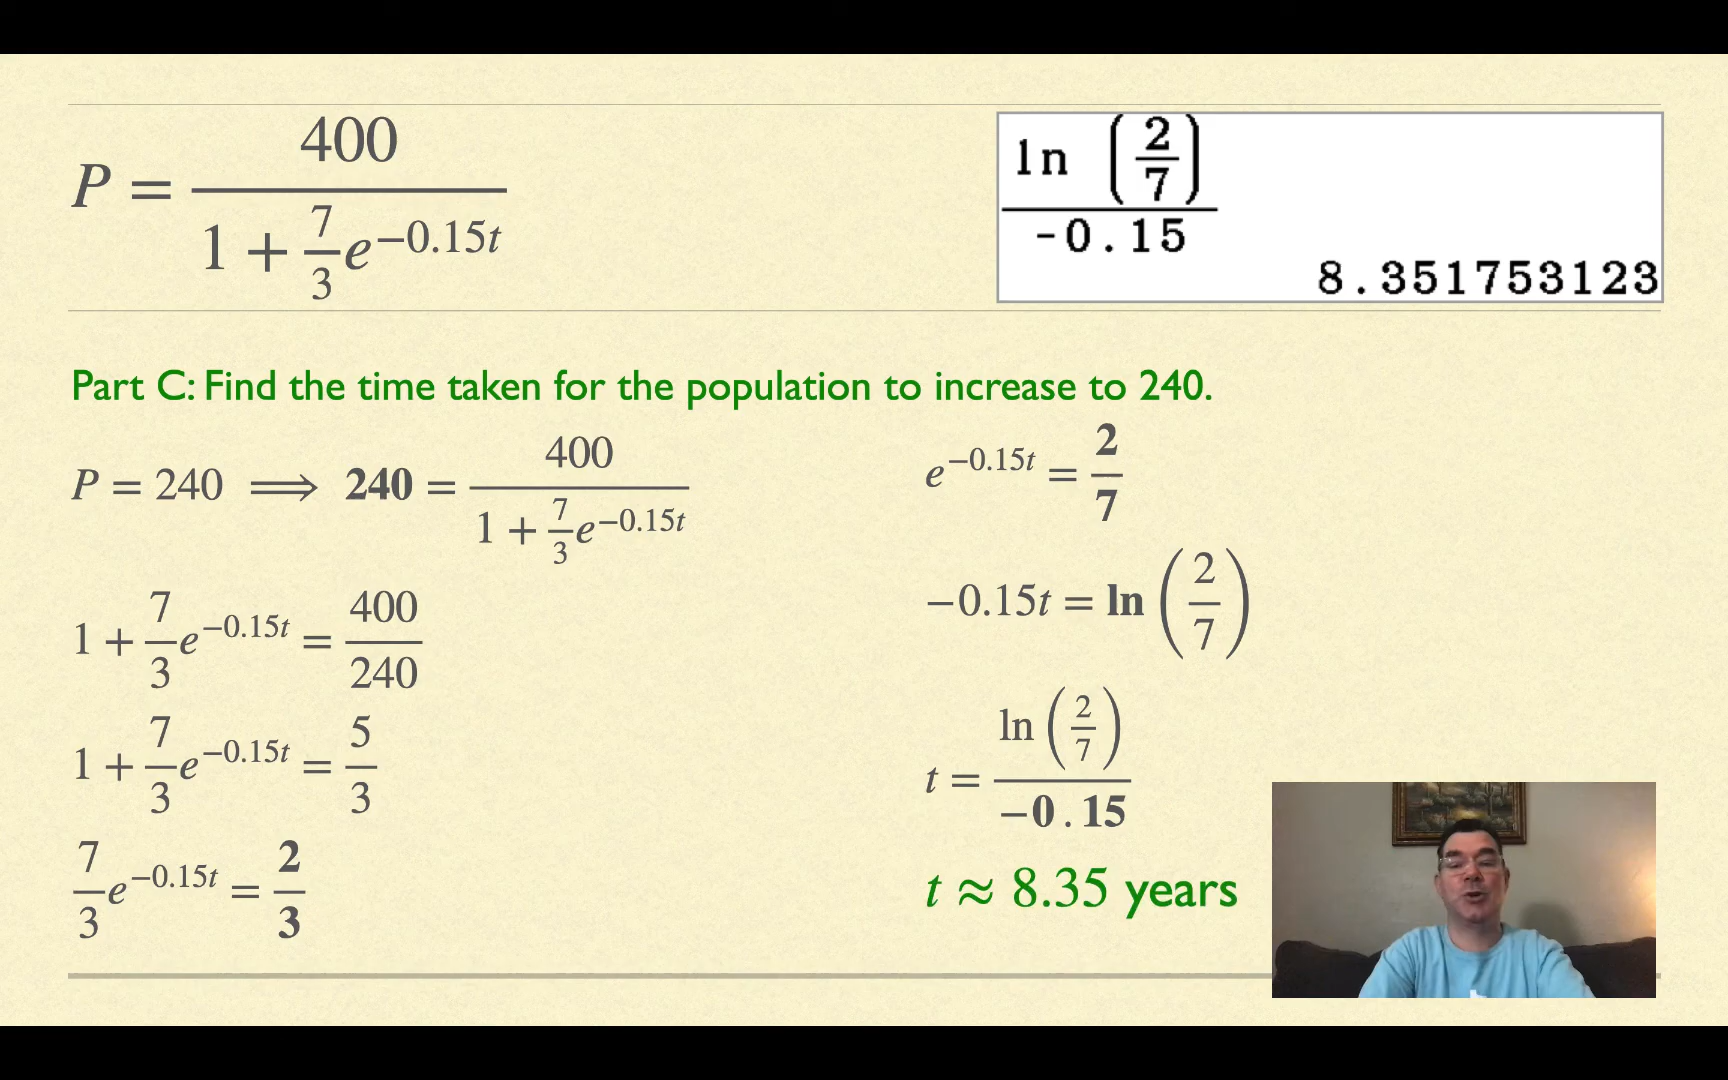 P = 400 / (1 + 7/3 e^(−0.15t))
ln (2/7) / -0.15
8.351753123
Part C: Find the time taken for the population to increase to 240.
P = 240 ⟹ 240 = 400 / (1 + 7/3 e^(−0.15t))
1 + 7/3 e^(−0.15t) = 400/240
1 + 7/3 e^(−0.15t) = 5/3
7/3 e^(−0.15t) = 2/3
e^(−0.15t) = 2/7
−0.15t = ln (2/7)
t = ln (2/7) / −0.15
t ≈ 8.35 years